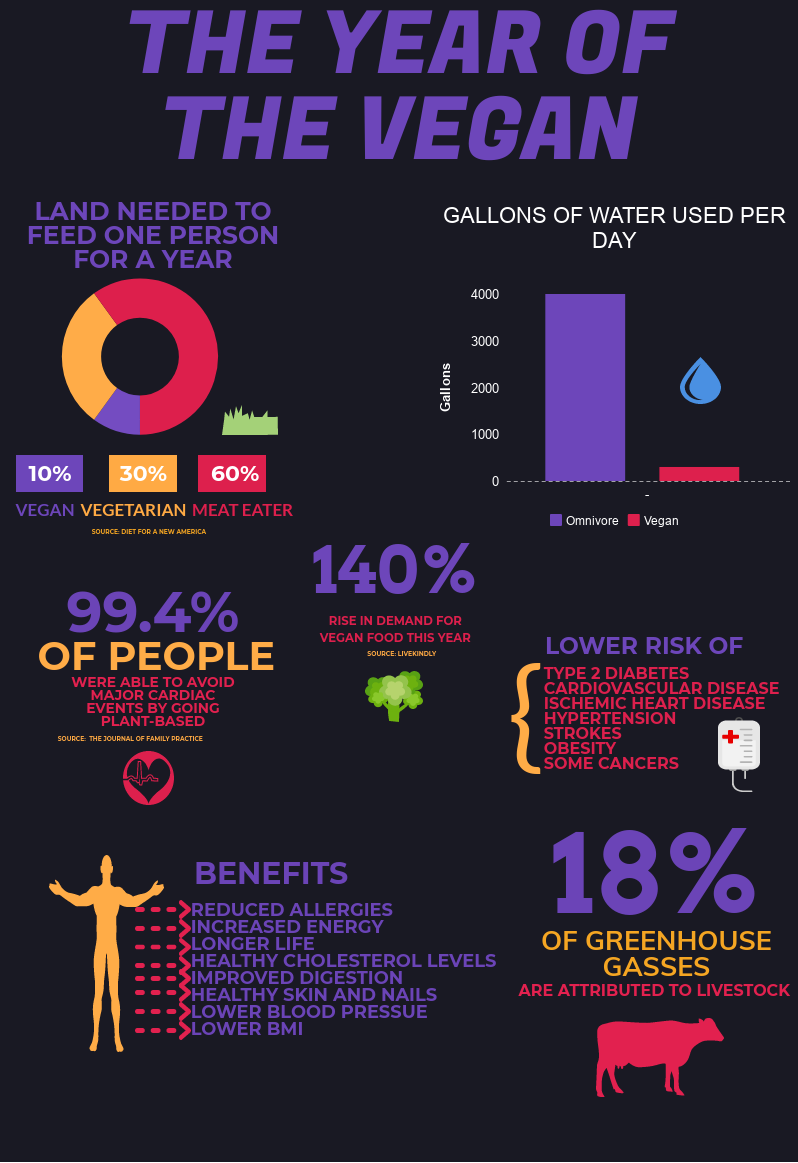 THE YEAR OF
THE VEGAN
LAND NEEDED TO
FEED ONE PERSON
FOR A YEAR
10% 30% 60%
VEGAN VEGETARIAN MEAT EATER
SOURCE: DIET FOR A NEW AMERICA
GALLONS OF WATER USED PER
DAY
Gallons
4000
3000
2000
1000
0
-
Omnivore Vegan
140%
RISE IN DEMAND FOR
VEGAN FOOD THIS YEAR
SOURCE: LIVEKINDLY
99.4%
OF PEOPLE
WERE ABLE TO AVOID
MAJOR CARDIAC
EVENTS BY GOING
PLANT-BASED
SOURCE: THE JOURNAL OF FAMILY PRACTICE
LOWER RISK OF
TYPE 2 DIABETES
CARDIOVASCULAR DISEASE
ISCHEMIC HEART DISEASE
HYPERTENSION
STROKES
OBESITY
SOME CANCERS
BENEFITS
REDUCED ALLERGIES
INCREASED ENERGY
LONGER LIFE
HEALTHY CHOLESTEROL LEVELS
IMPROVED DIGESTION
HEALTHY SKIN AND NAILS
LOWER BLOOD PRESSUE
LOWER BMI
18%
OF GREENHOUSE
GASSES
ARE ATTRIBUTED TO LIVESTOCK